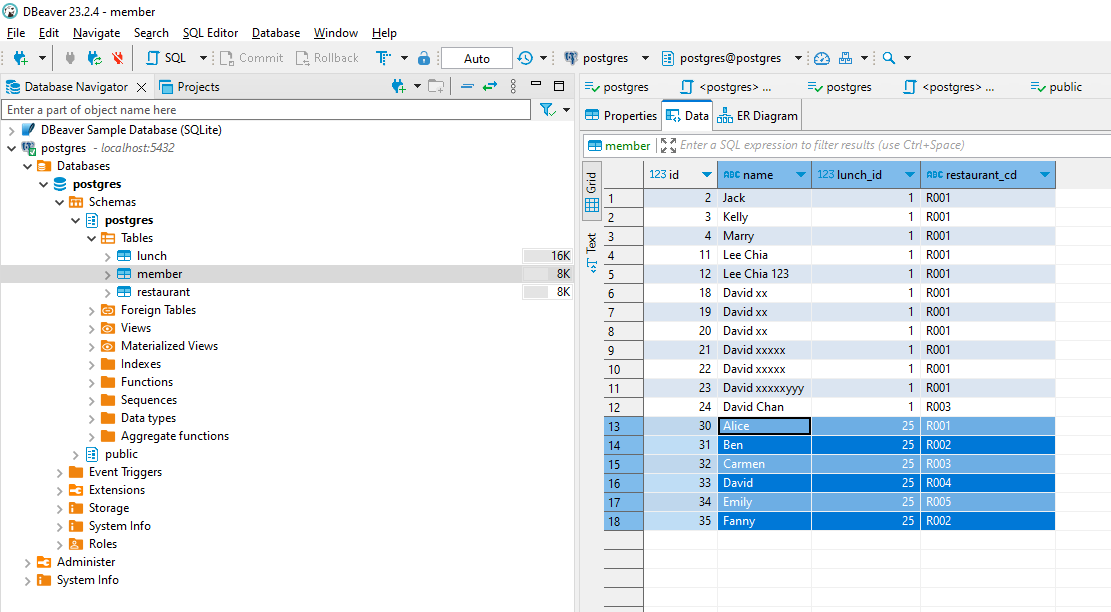 DBeaver 23.2.4 - member
File Edit Navigate Search SQL Editor Database Window Help
SQL Commit Rollback Auto postgres postgres@postgres
Database Navigator Projects
Enter a part of object name here
DBeaver Sample Database (SQLite)
postgres - localhost:5432
Databases
postgres
Schemas
postgres
Tables
lunch 16K
member 8K
restaurant 8K
Foreign Tables
Views
Materialized Views
Indexes
Functions
Sequences
Data types
Aggregate functions
public
Event Triggers
Extensions
Storage
System Info
Roles
Administer
System Info
postgres <postgres> ... postgres <postgres> ... public
Properties Data ER Diagram
member Enter a SQL expression to filter results (use Ctrl+Space)
Grid
Text
123 id ABC name 123 lunch_id ABC restaurant_cd
1 2 Jack 1 R001
2 3 Kelly 1 R001
3 4 Marry 1 R001
4 11 Lee Chia 1 R001
5 12 Lee Chia 123 1 R001
6 18 David xx 1 R001
7 19 David xx 1 R001
8 20 David xx 1 R001
9 21 David xxxxx 1 R001
10 22 David xxxxx 1 R001
11 23 David xxxxxyyy 1 R001
12 24 David Chan 1 R003
13 30 Alice 25 R001
14 31 Ben 25 R002
15 32 Carmen 25 R003
16 33 David 25 R004
17 34 Emily 25 R005
18 35 Fanny 25 R002